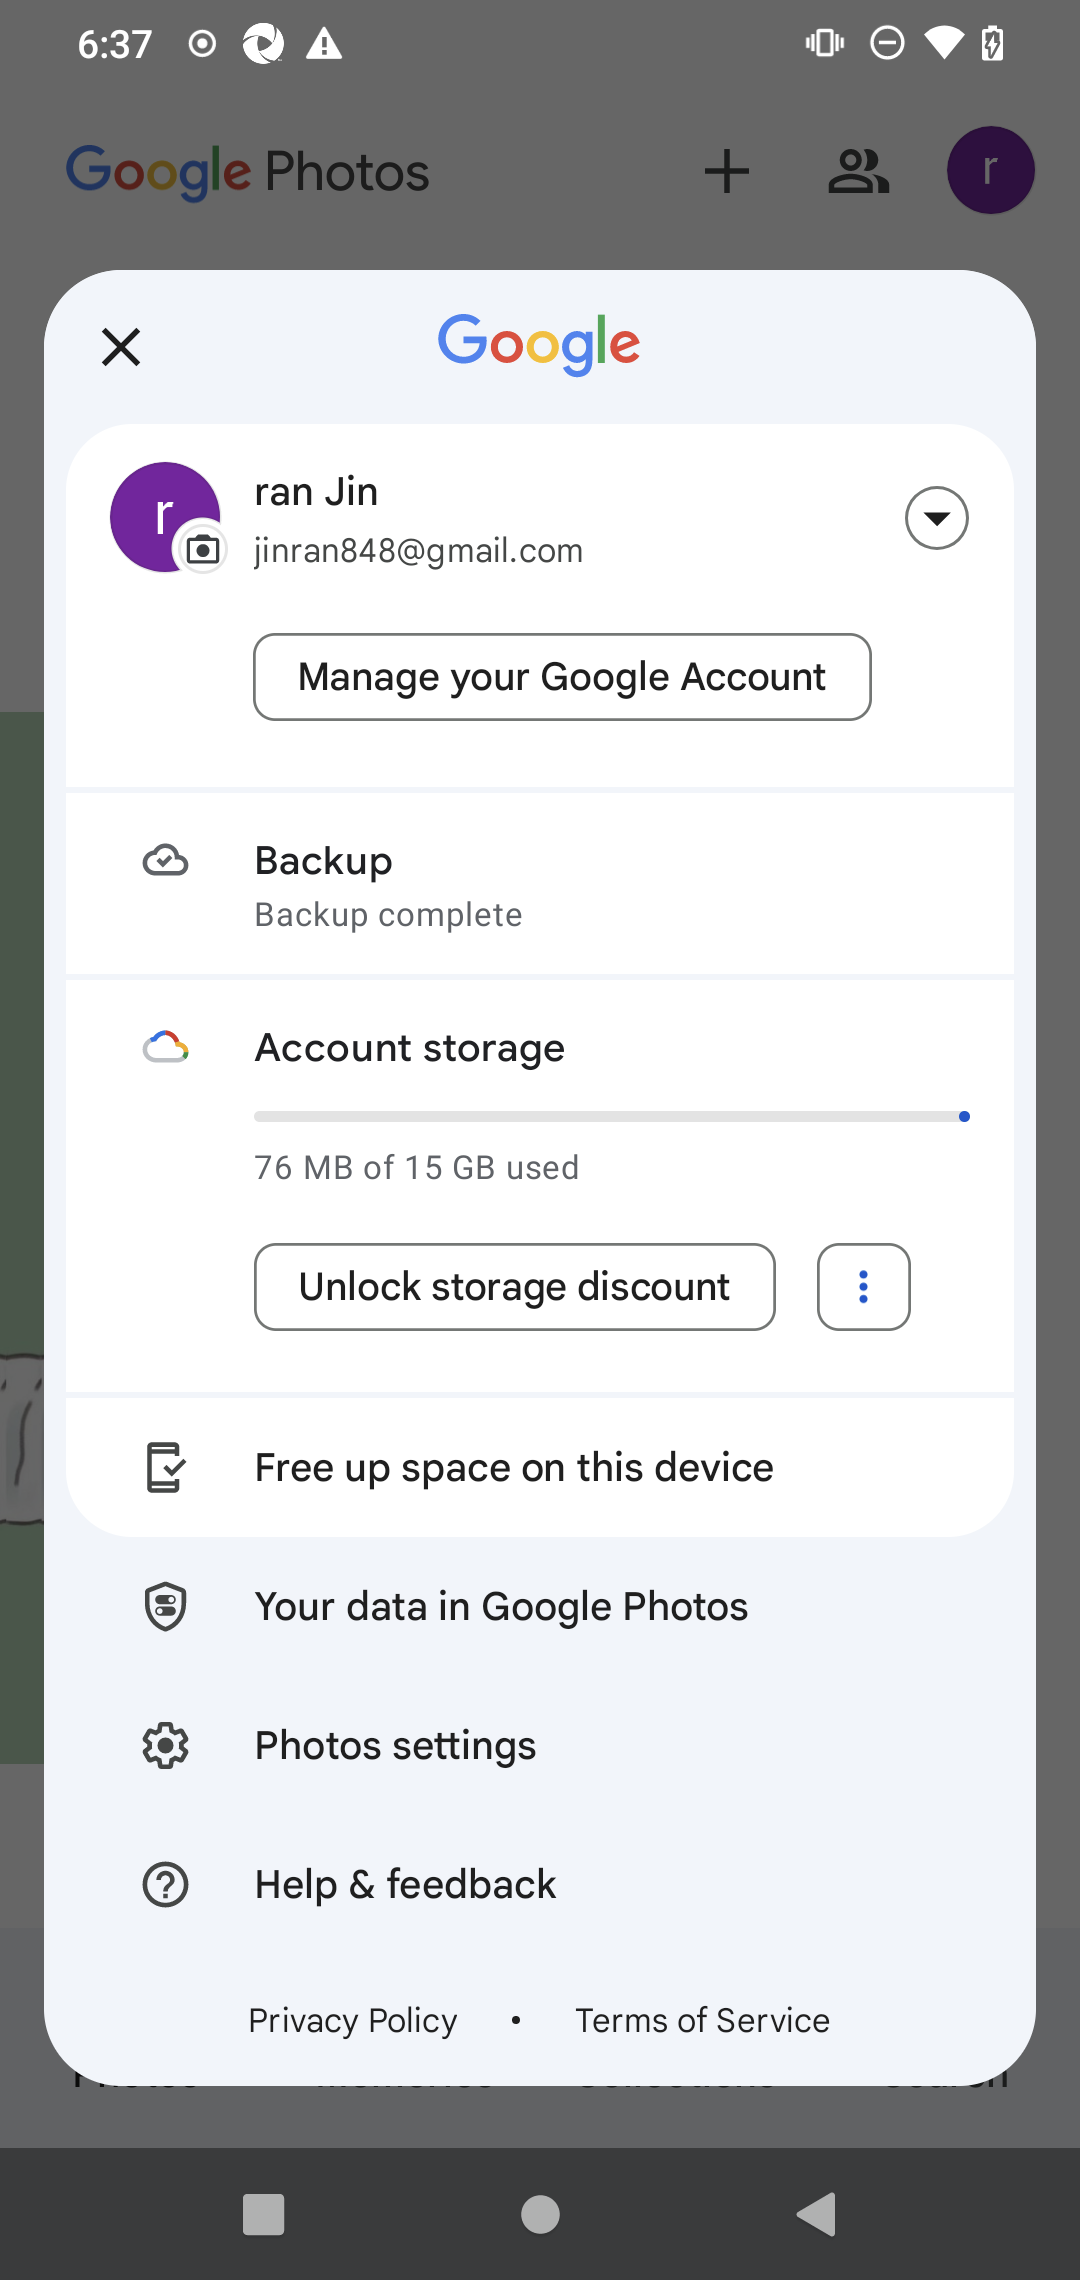 6:37
Google Photos
r
Google
r
ran Jin
jinran848@gmail.com
Manage your Google Account
Backup
Backup complete
Account storage
76 MB of 15 GB used
Unlock storage discount
Free up space on this device
Your data in Google Photos
Photos settings
Help & feedback
Privacy Policy • Terms of Service